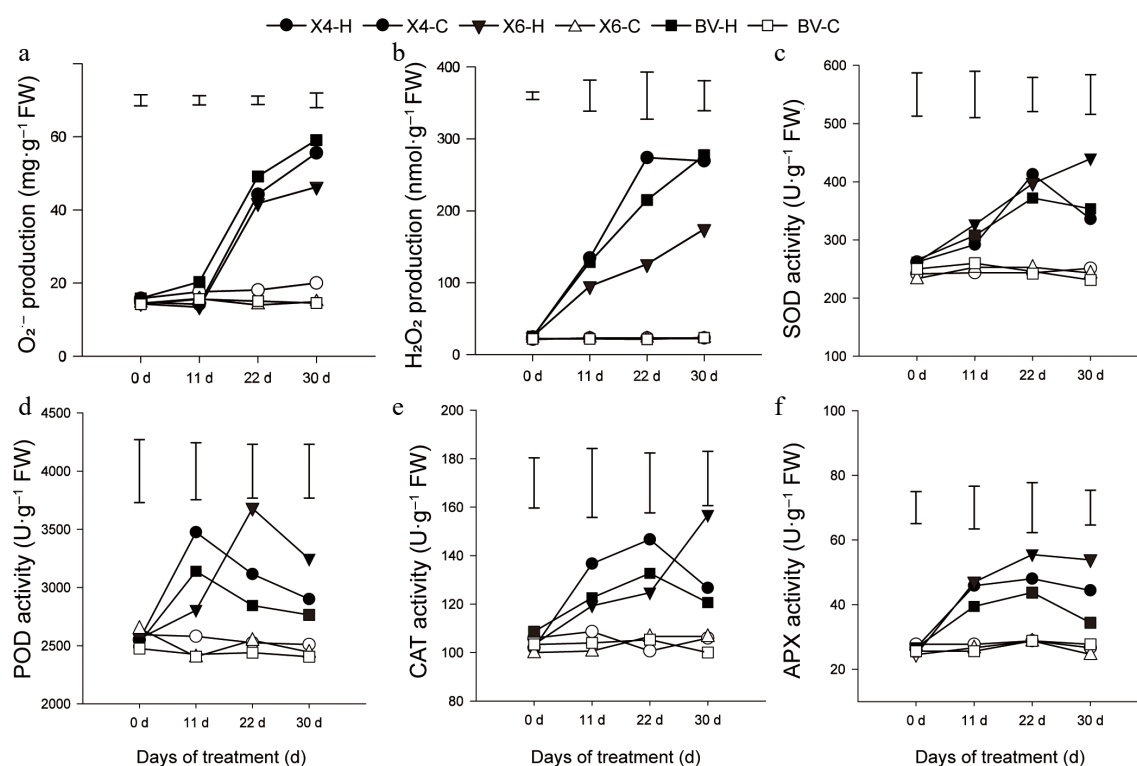 X4-H X4-C X6-H X6-C BV-H BV-C
a
O₂·⁻ production (mg·g⁻¹ FW)
60
40
20
0
0 d 11 d 22 d 30 d
b
H₂O₂ production (nmol·g⁻¹ FW)
400
300
200
100
0
0 d 11 d 22 d 30 d
c
SOD activity (U·g⁻¹ FW)
600
500
400
300
200
100
0 d 11 d 22 d 30 d
d
POD activity (U·g⁻¹ FW)
4500
4000
3500
3000
2500
2000
0 d 11 d 22 d 30 d
Days of treatment (d)
e
CAT activity (U·g⁻¹ FW)
200
180
160
140
120
100
80
0 d 11 d 22 d 30 d
Days of treatment (d)
f
APX activity (U·g⁻¹ FW)
100
80
60
40
20
0 d 11 d 22 d 30 d
Days of treatment (d)